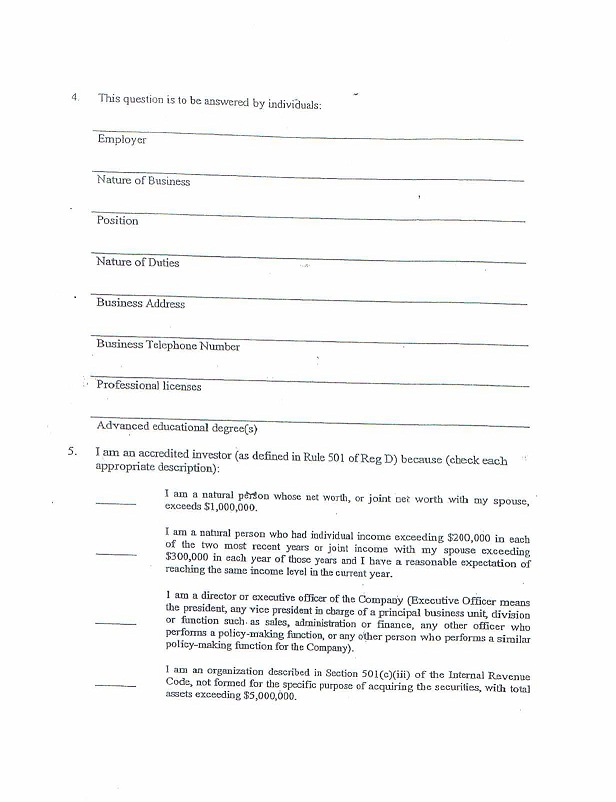 4. This question is to be answered by individuals:
Employer
Nature of Business
Position
Nature of Duties
Business Address
Business Telephone Number
Professional licenses
Advanced educational degree(s)
5. I am an accredited investor (as defined in Rule 501 of Reg D) because (check each
appropriate description):
I am a natural person whose net worth, or joint net worth with my spouse,
exceeds $1,000,000.
I am a natural person who had individual income exceeding $200,000 in each
of the two most recent years or joint income with my spouse exceeding
$300,000 in each year of those years and I have a reasonable expectation of
reaching the same income level in the current year.
I am a director or executive officer of the Company (Executive Officer means
the president, any vice president in charge of a principal business unit, division
or function such as sales, administration or finance, any other officer who
performs a policy-making function, or any other person who performs a similar
policy-making function for the Company).
I am an organization described in Section 501(c)(iii) of the Internal Revenue
Code, not formed for the specific purpose of acquiring the securities, with total
assets exceeding $5,000,000.